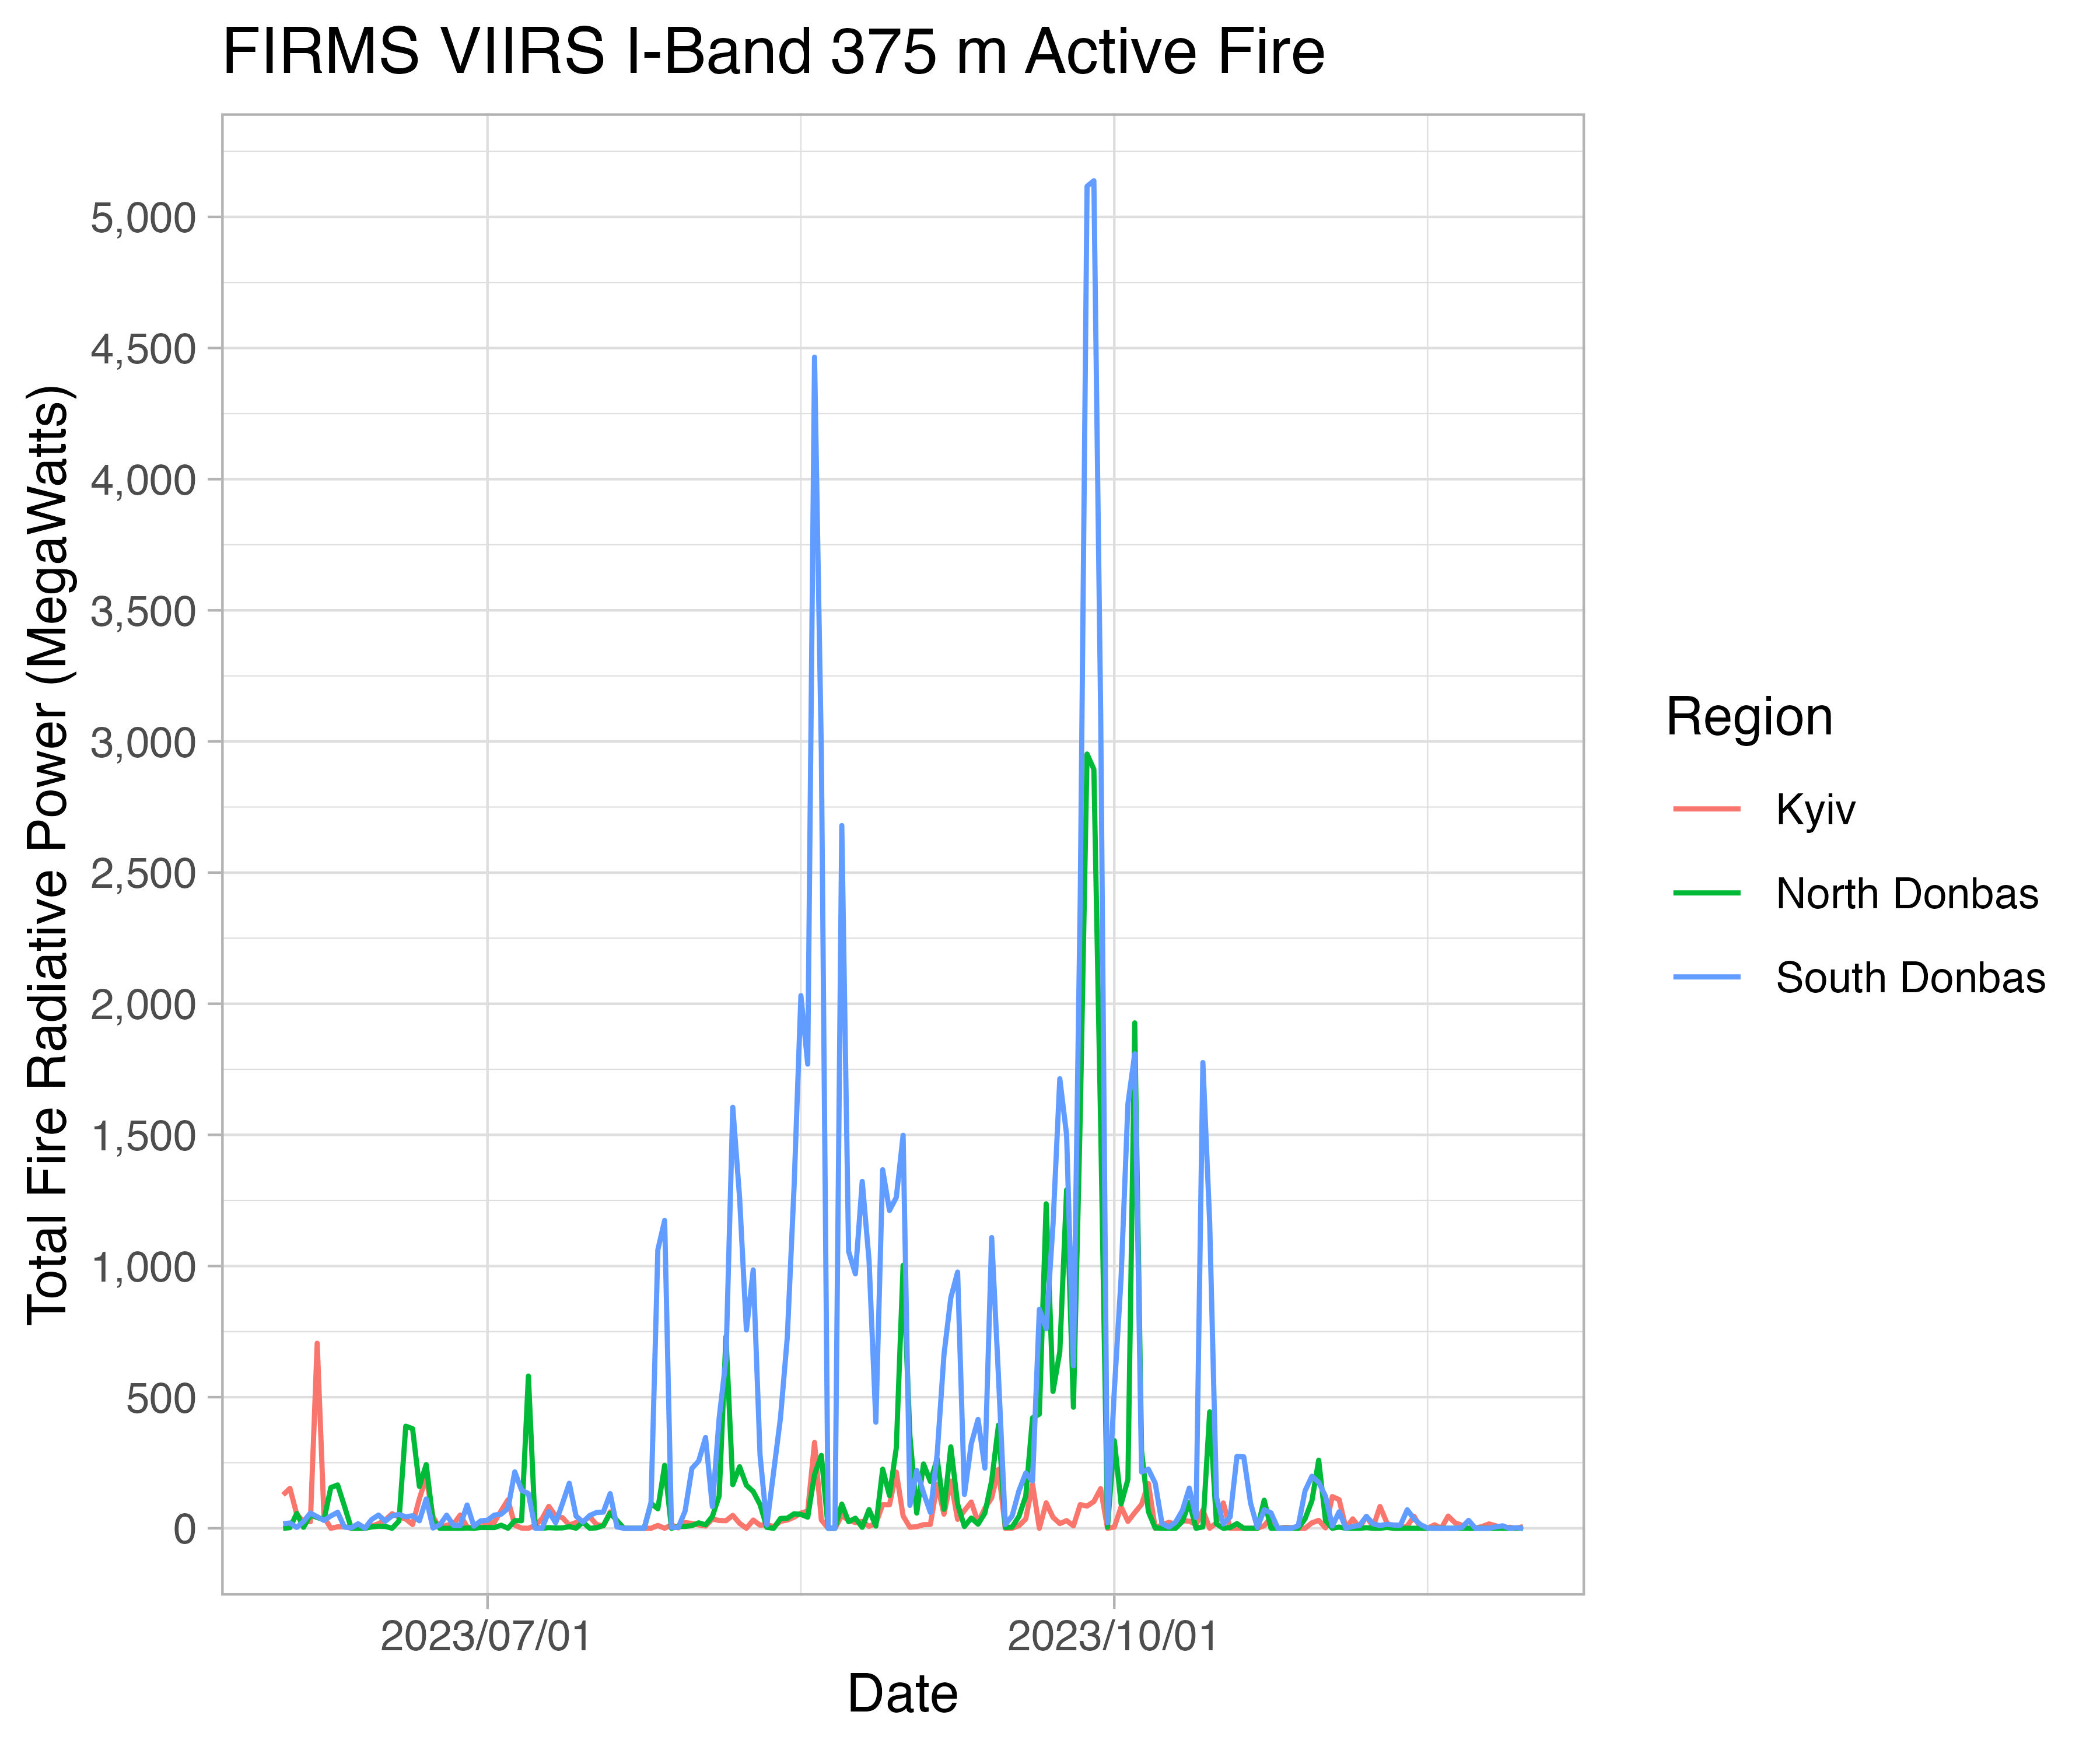 FIRMS VIIRS I-Band 375 m Active Fire
Total Fire Radiative Power (MegaWatts)
5,000
4,500
4,000
3,500
3,000
2,500
2,000
1,500
1,000
500
0
2023/07/01
2023/10/01
Date
Region
Kyiv
North Donbas
South Donbas